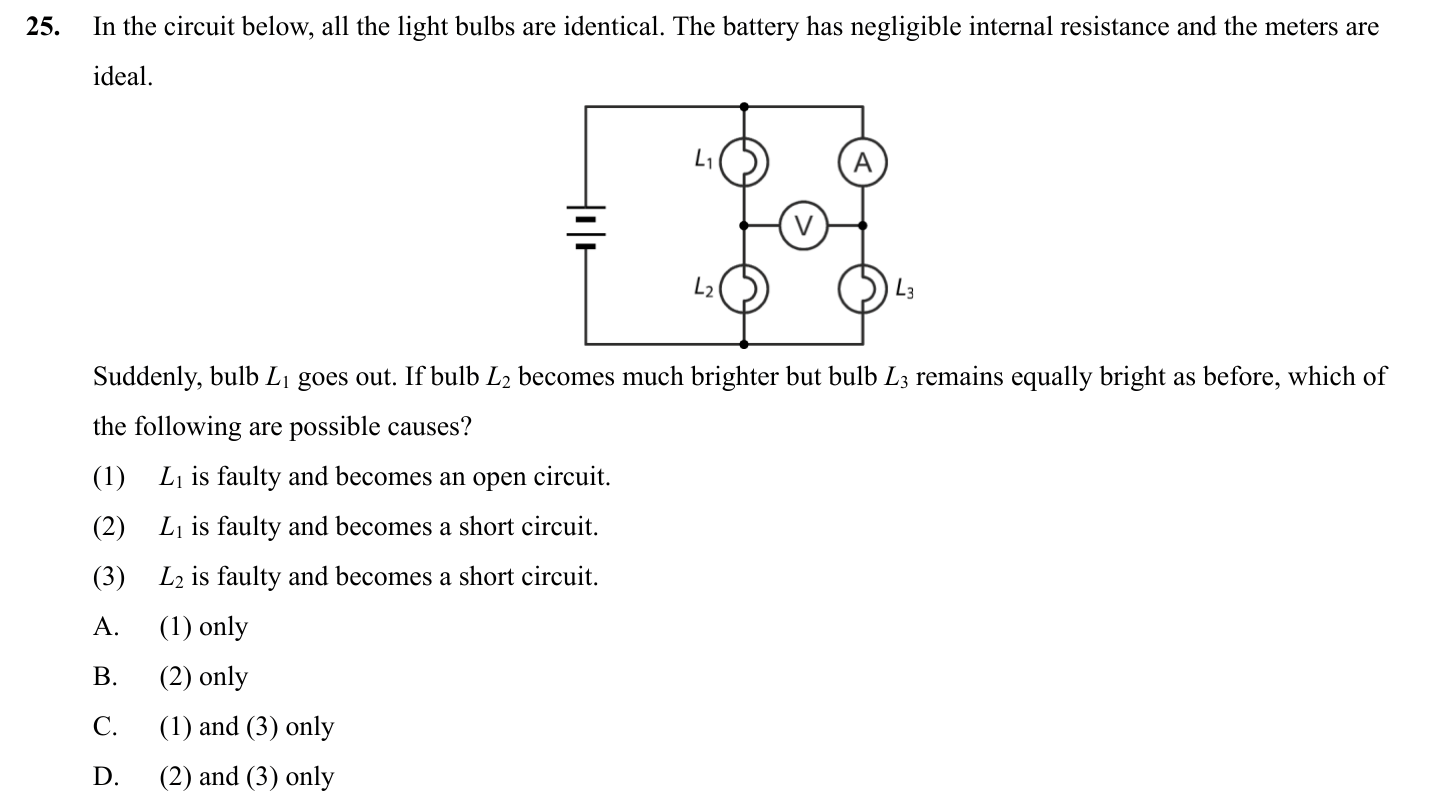 25. In the circuit below, all the light bulbs are identical. The battery has negligible internal resistance and the meters are
ideal.
L₁
A
V
L₂
L₃
Suddenly, bulb L₁ goes out. If bulb L₂ becomes much brighter but bulb L₃ remains equally bright as before, which of
the following are possible causes?
(1) L₁ is faulty and becomes an open circuit.
(2) L₁ is faulty and becomes a short circuit.
(3) L₂ is faulty and becomes a short circuit.
A. (1) only
B. (2) only
C. (1) and (3) only
D. (2) and (3) only